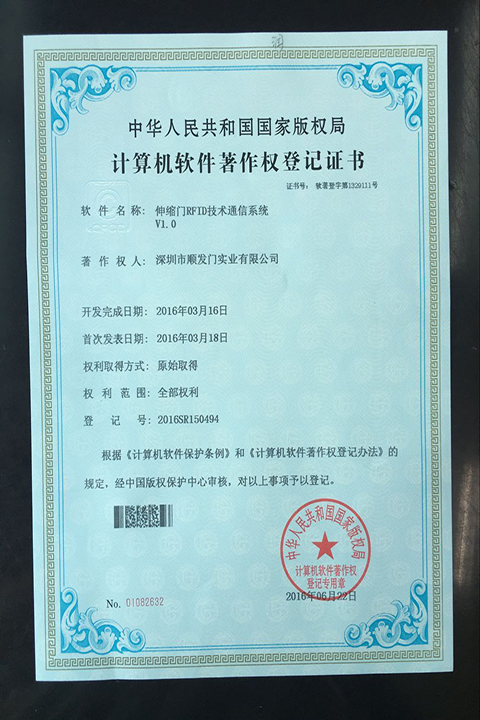 中华人民共和国国家版权局
计算机软件著作权登记证书
证书号： 软著登字第1329111号
软件名称： 伸缩门RFID技术通信系统
V1.0
著作权人： 深圳市顺发门实业有限公司
开发完成日期： 2016年03月16日
首次发表日期： 2016年03月18日
权利取得方式： 原始取得
权利范围： 全部权利
登记号： 2016SR150494
根据《计算机软件保护条例》和《计算机软件著作权登记办法》的
规定，经中国版权保护中心审核，对以上事项予以登记。
中华人民共和国国家版权局
计算机软件著作权
登记专用章
No. 01082632
2016年06月22日